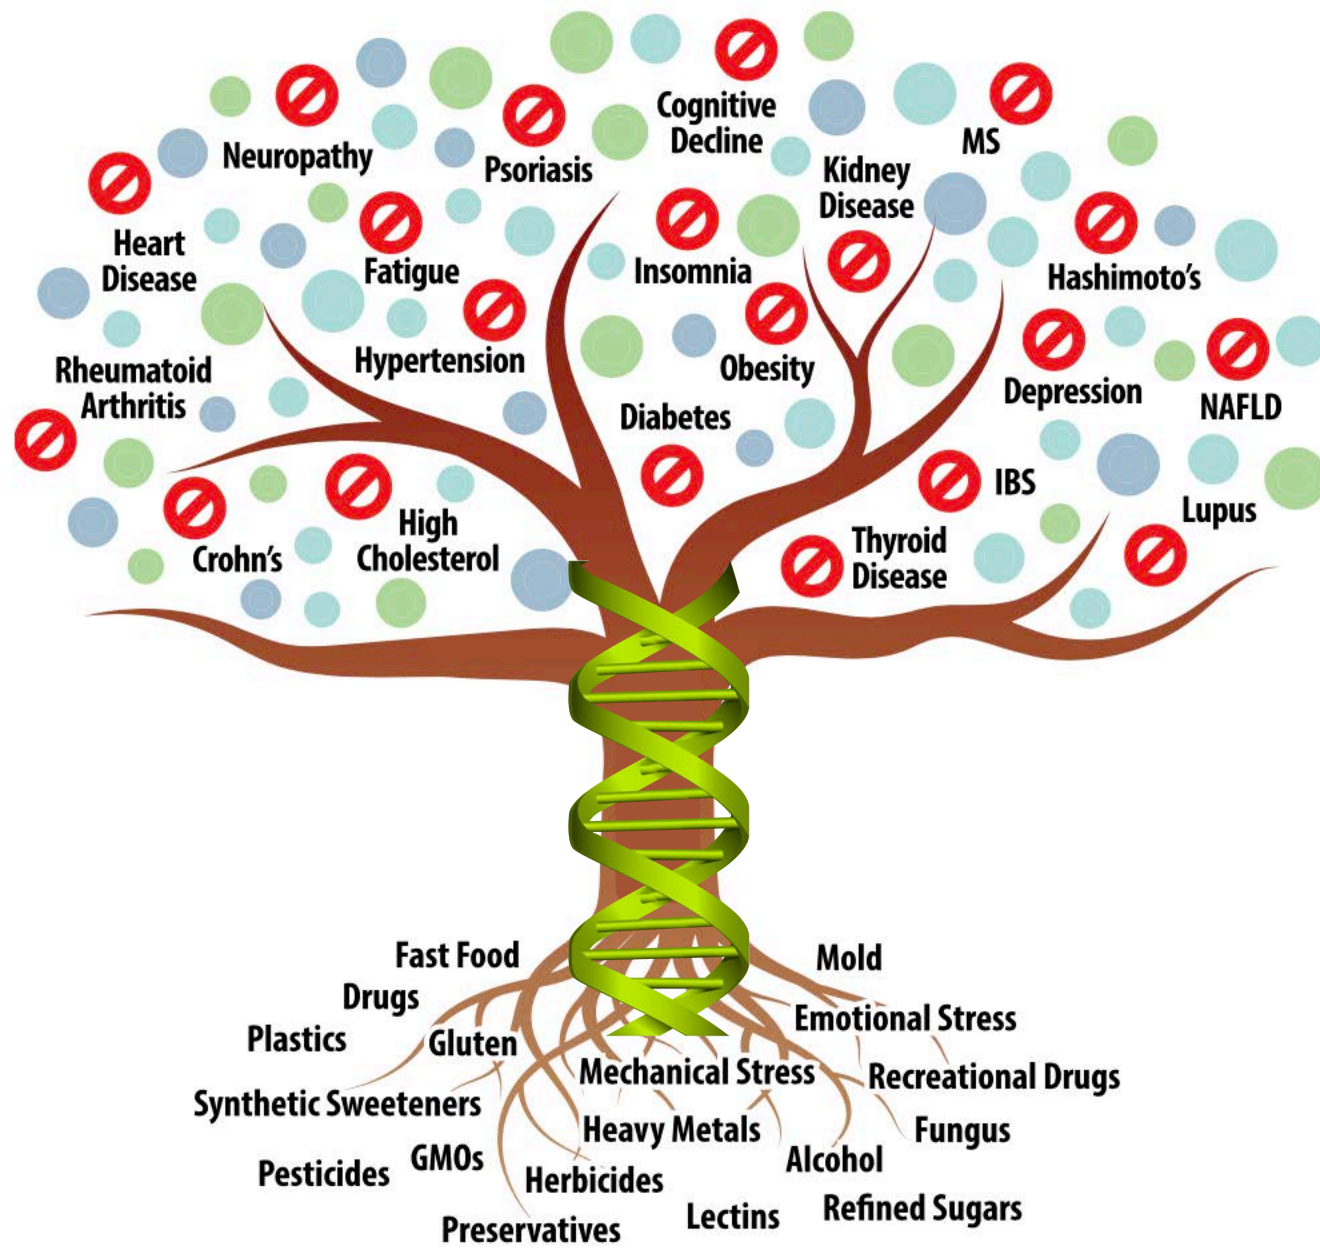 Cognitive
Decline
MS
Neuropathy
Psoriasis
Kidney
Disease
Heart
Disease
Fatigue
Insomnia
Hashimoto's
Hypertension
Obesity
Rheumatoid
Arthritis
Depression
NAFLD
Diabetes
IBS
Lupus
High
Cholesterol
Crohn's
Thyroid
Disease
Fast Food
Mold
Drugs
Emotional Stress
Plastics
Gluten
Mechanical Stress
Recreational Drugs
Synthetic Sweeteners
Heavy Metals
Fungus
GMOs
Alcohol
Pesticides
Herbicides
Lectins
Refined Sugars
Preservatives